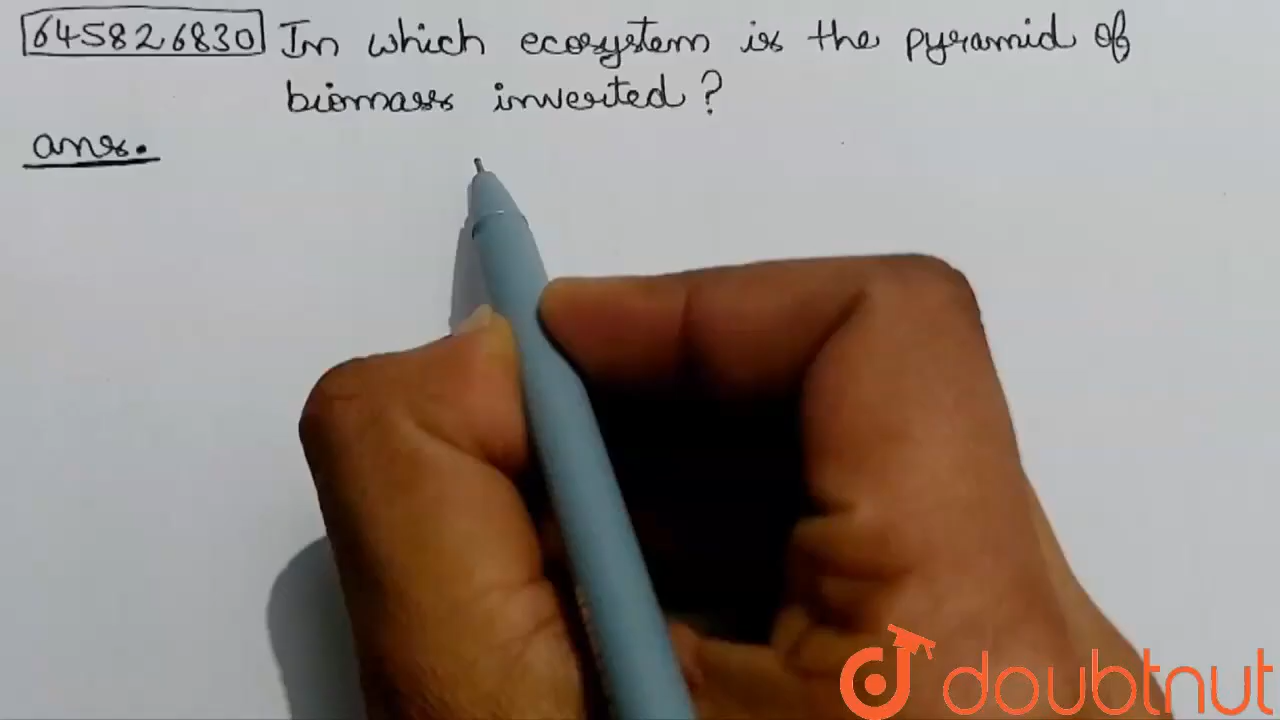 645826830 In which ecosystem is the pyramid of
biomass inverted?
ans.
doubtnut